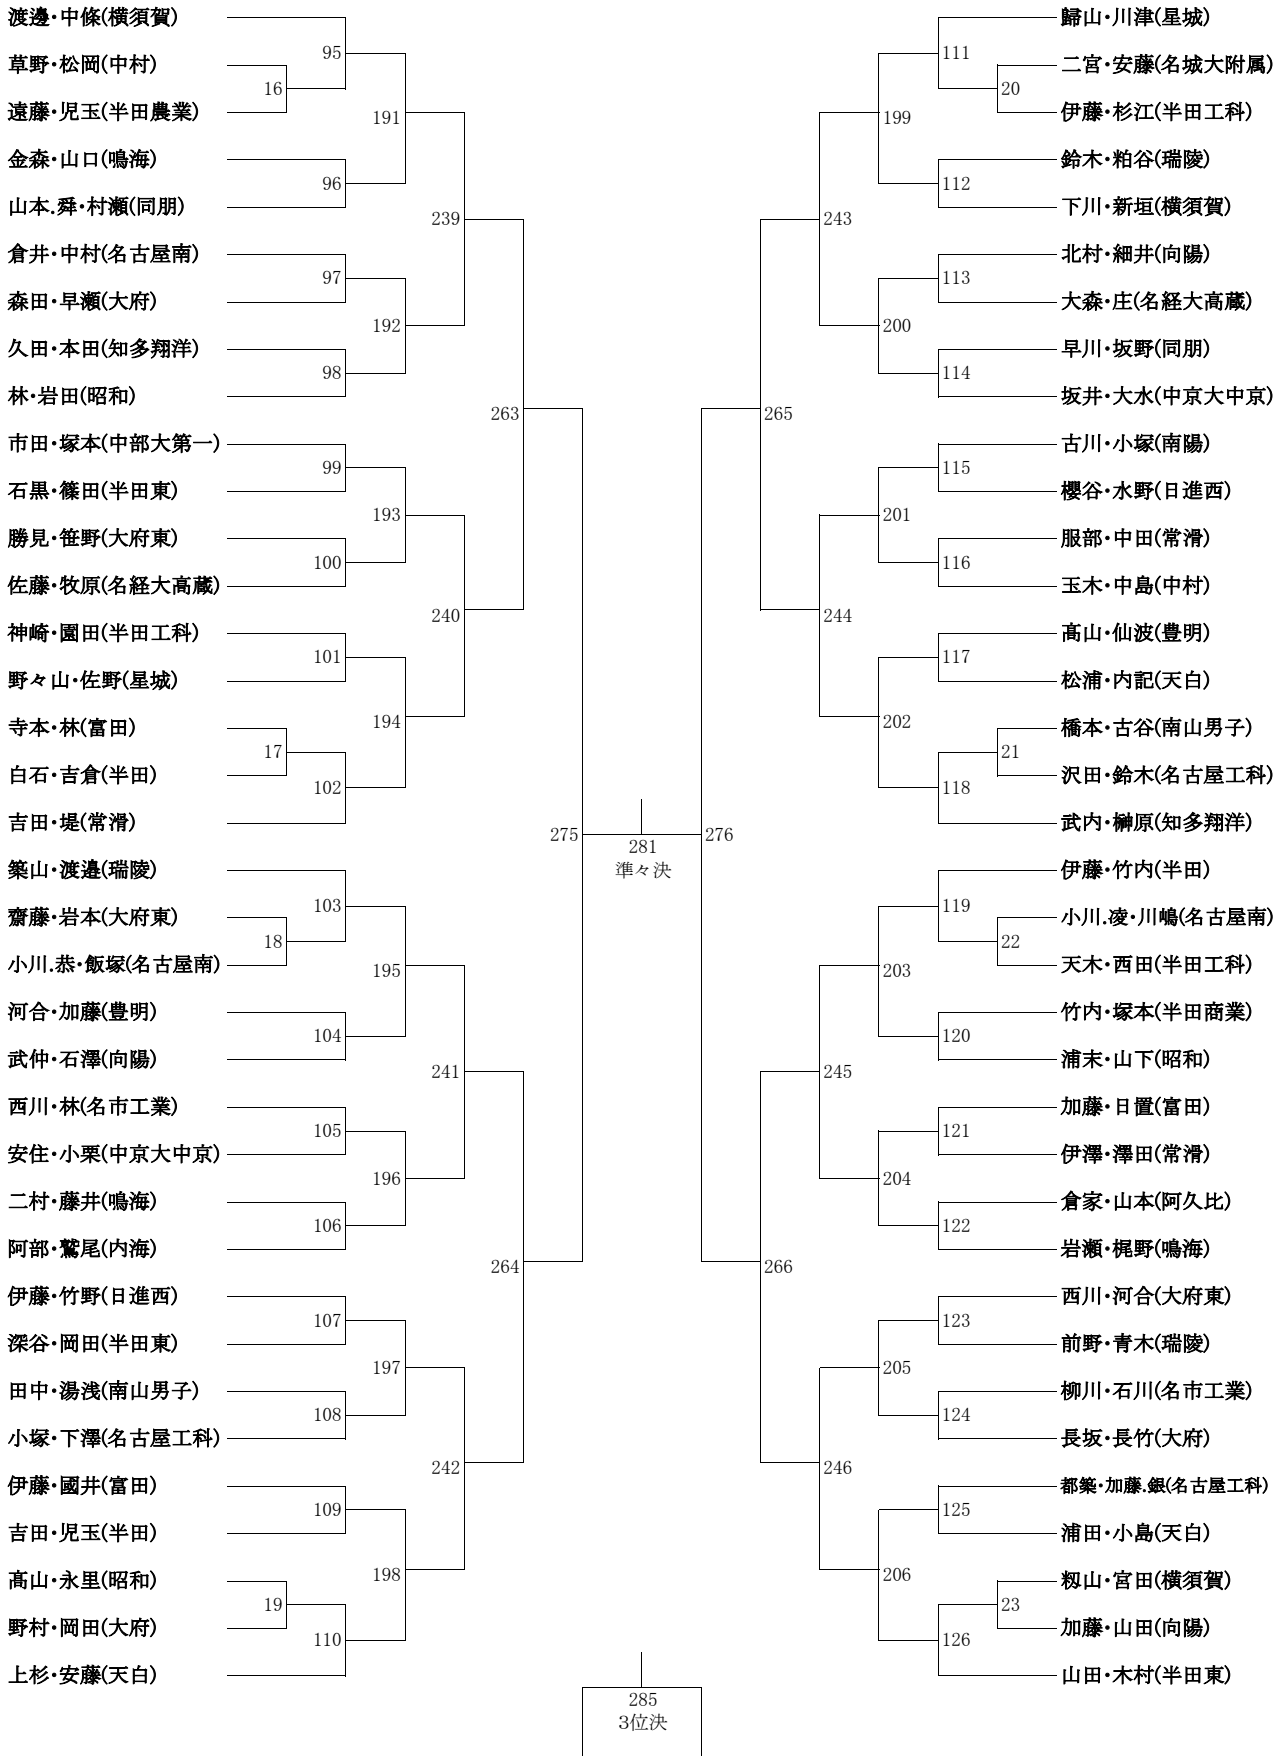 渡邊・中條(横須賀)
95
草野・松岡(中村)
16
遠藤・児玉(半田農業)
191
金森・山口(鳴海)
96
山本.舜・村瀬(同朋)
239
倉井・中村(名古屋南)
97
森田・早瀬(大府)
192
久田・本田(知多翔洋)
98
林・岩田(昭和)
263
市田・塚本(中部大第一)
99
石黒・篠田(半田東)
193
勝見・笹野(大府東)
100
佐藤・牧原(名経大高蔵)
240
神崎・園田(半田工科)
101
野々山・佐野(星城)
194
寺本・林(富田)
17
白石・吉倉(半田)
102
吉田・堤(常滑)
275
築山・渡邉(瑞陵)
103
齋藤・岩本(大府東)
18
小川.恭・飯塚(名古屋南)
195
河合・加藤(豊明)
104
武仲・石澤(向陽)
241
西川・林(名市工業)
105
安住・小栗(中京大中京)
196
二村・藤井(鳴海)
106
阿部・鷲尾(内海)
264
伊藤・竹野(日進西)
107
深谷・岡田(半田東)
197
田中・湯浅(南山男子)
108
小塚・下澤(名古屋工科)
242
伊藤・國井(富田)
109
吉田・児玉(半田)
198
髙山・永里(昭和)
19
野村・岡田(大府)
110
上杉・安藤(天白)
281
準々決
285
3位決
歸山・川津(星城)
111
二宮・安藤(名城大附属)
20
伊藤・杉江(半田工科)
199
鈴木・粕谷(瑞陵)
112
下川・新垣(横須賀)
243
北村・細井(向陽)
113
大森・庄(名経大高蔵)
200
早川・坂野(同朋)
114
坂井・大水(中京大中京)
265
古川・小塚(南陽)
115
櫻谷・水野(日進西)
201
服部・中田(常滑)
116
玉木・中島(中村)
244
髙山・仙波(豊明)
117
松浦・内記(天白)
202
橋本・古谷(南山男子)
21
沢田・鈴木(名古屋工科)
118
武内・榊原(知多翔洋)
276
伊藤・竹内(半田)
119
小川.凌・川嶋(名古屋南)
22
天木・西田(半田工科)
203
竹内・塚本(半田商業)
120
浦末・山下(昭和)
245
加藤・日置(富田)
121
伊澤・澤田(常滑)
204
倉家・山本(阿久比)
122
岩瀬・梶野(鳴海)
266
西川・河合(大府東)
123
前野・青木(瑞陵)
205
柳川・石川(名市工業)
124
長坂・長竹(大府)
246
都築・加藤.銀(名古屋工科)
125
浦田・小島(天白)
206
籾山・宮田(横須賀)
23
加藤・山田(向陽)
126
山田・木村(半田東)